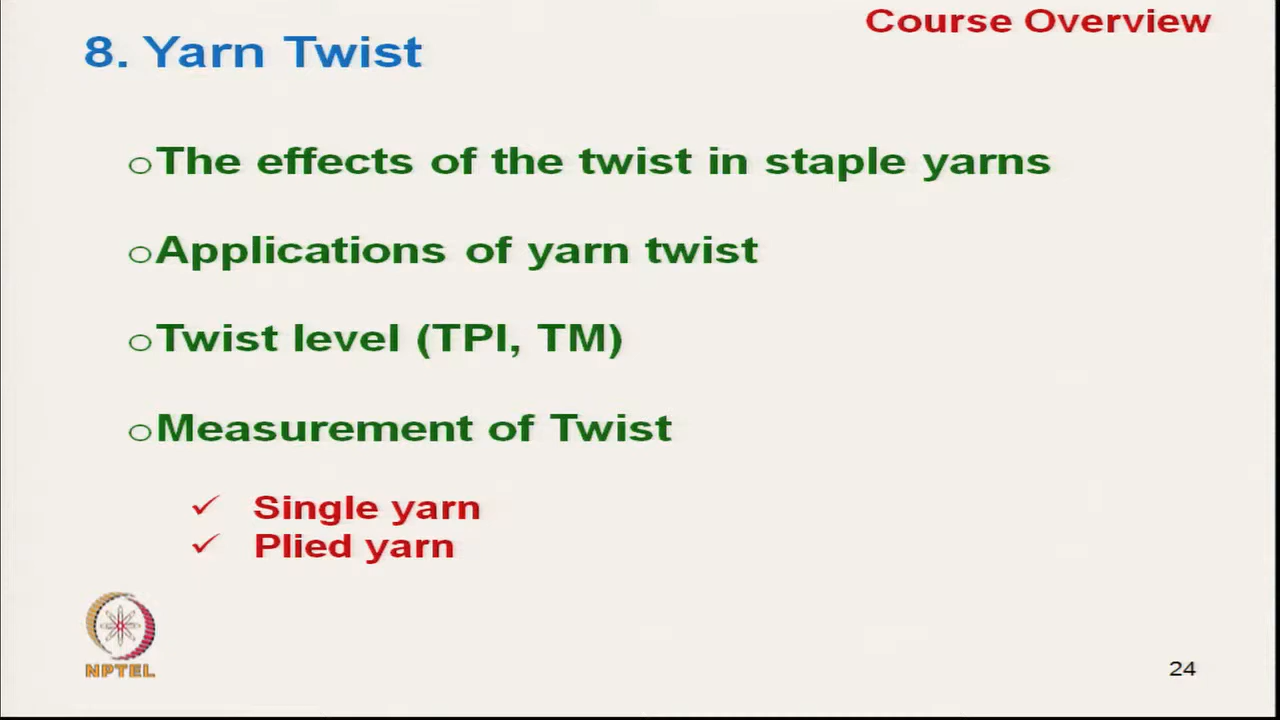 Course Overview
8. Yarn Twist
The effects of the twist in staple yarns
Applications of yarn twist
Twist level (TPI, TM)
Measurement of Twist
✓ Single yarn
✓ Plied yarn
NPTEL
24